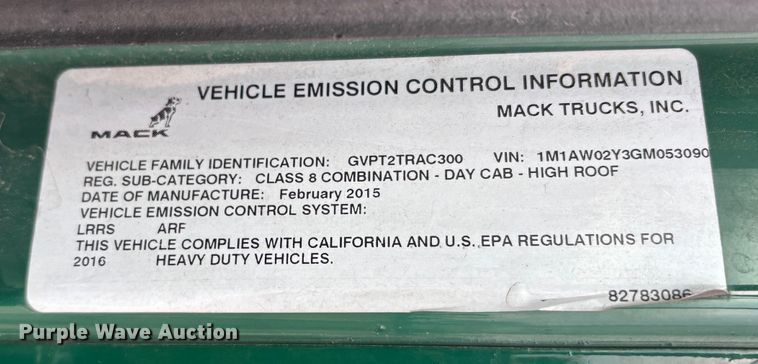 VEHICLE EMISSION CONTROL INFORMATION
MACK TRUCKS, INC.
MACK
VEHICLE FAMILY IDENTIFICATION: GVPT2TRAC300 VIN: 1M1AW02Y3GM053090
REG. SUB-CATEGORY: CLASS 8 COMBINATION - DAY CAB - HIGH ROOF
DATE OF MANUFACTURE: February 2015
VEHICLE EMISSION CONTROL SYSTEM:
LRRS ARF
THIS VEHICLE COMPLIES WITH CALIFORNIA AND U.S. EPA REGULATIONS FOR
2016 HEAVY DUTY VEHICLES.
82783086
Purple Wave Auction